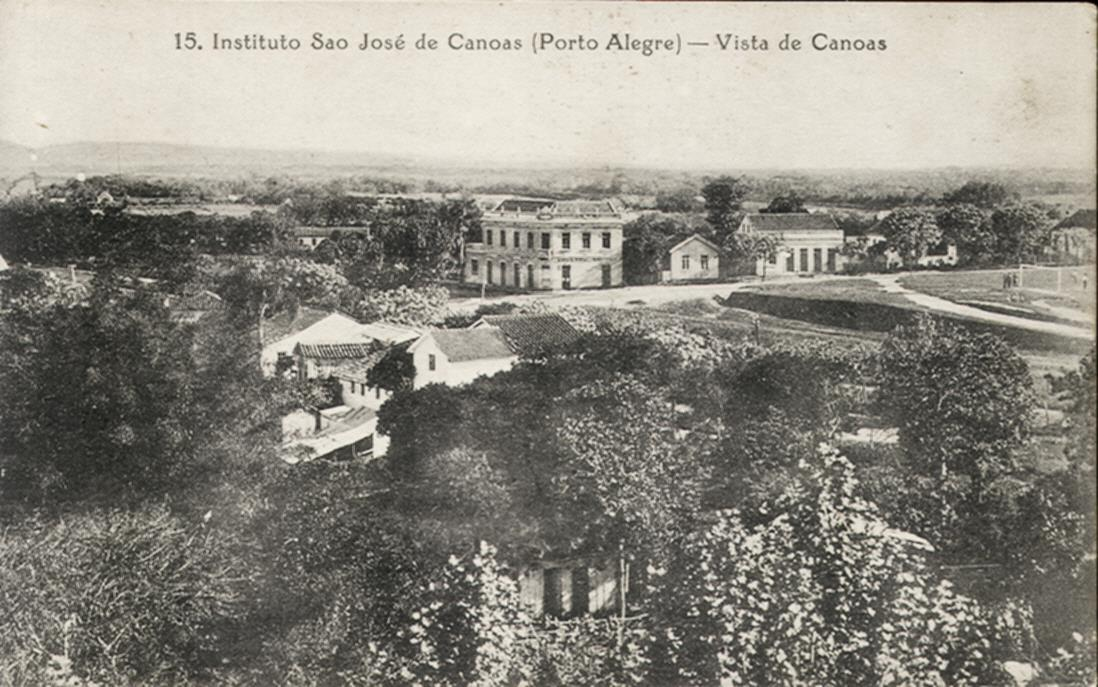 15. Instituto Sao José de Canoas (Porto Alegre) — Vista de Canoas